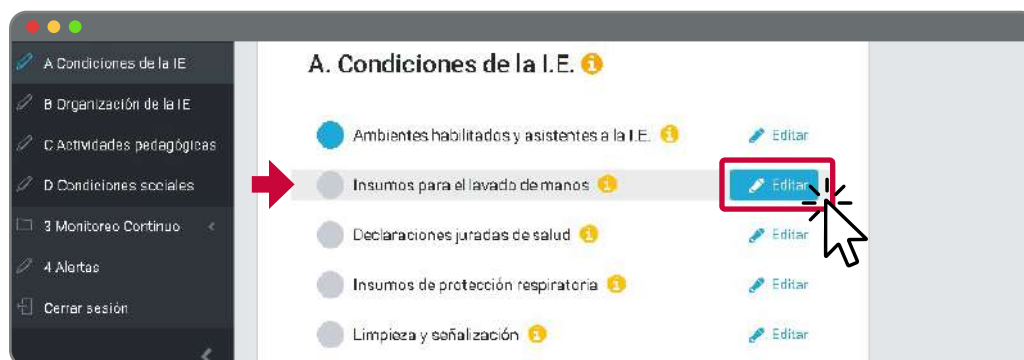 A Condiciones de la IE
B Organización de la IE
C Actividades pedagógicas
D Condiciones sociales
3 Monitoreo Continuo
4 Alertas
Cerrar sesión
A. Condiciones de la I.E.
Ambientes habilitados y asistentes a la I.E. Editar
Insumos para el lavado de manos Editar
Declaraciones juradas de salud Editar
Insumos de protección respiratoria Editar
Limpieza y señalización Editar